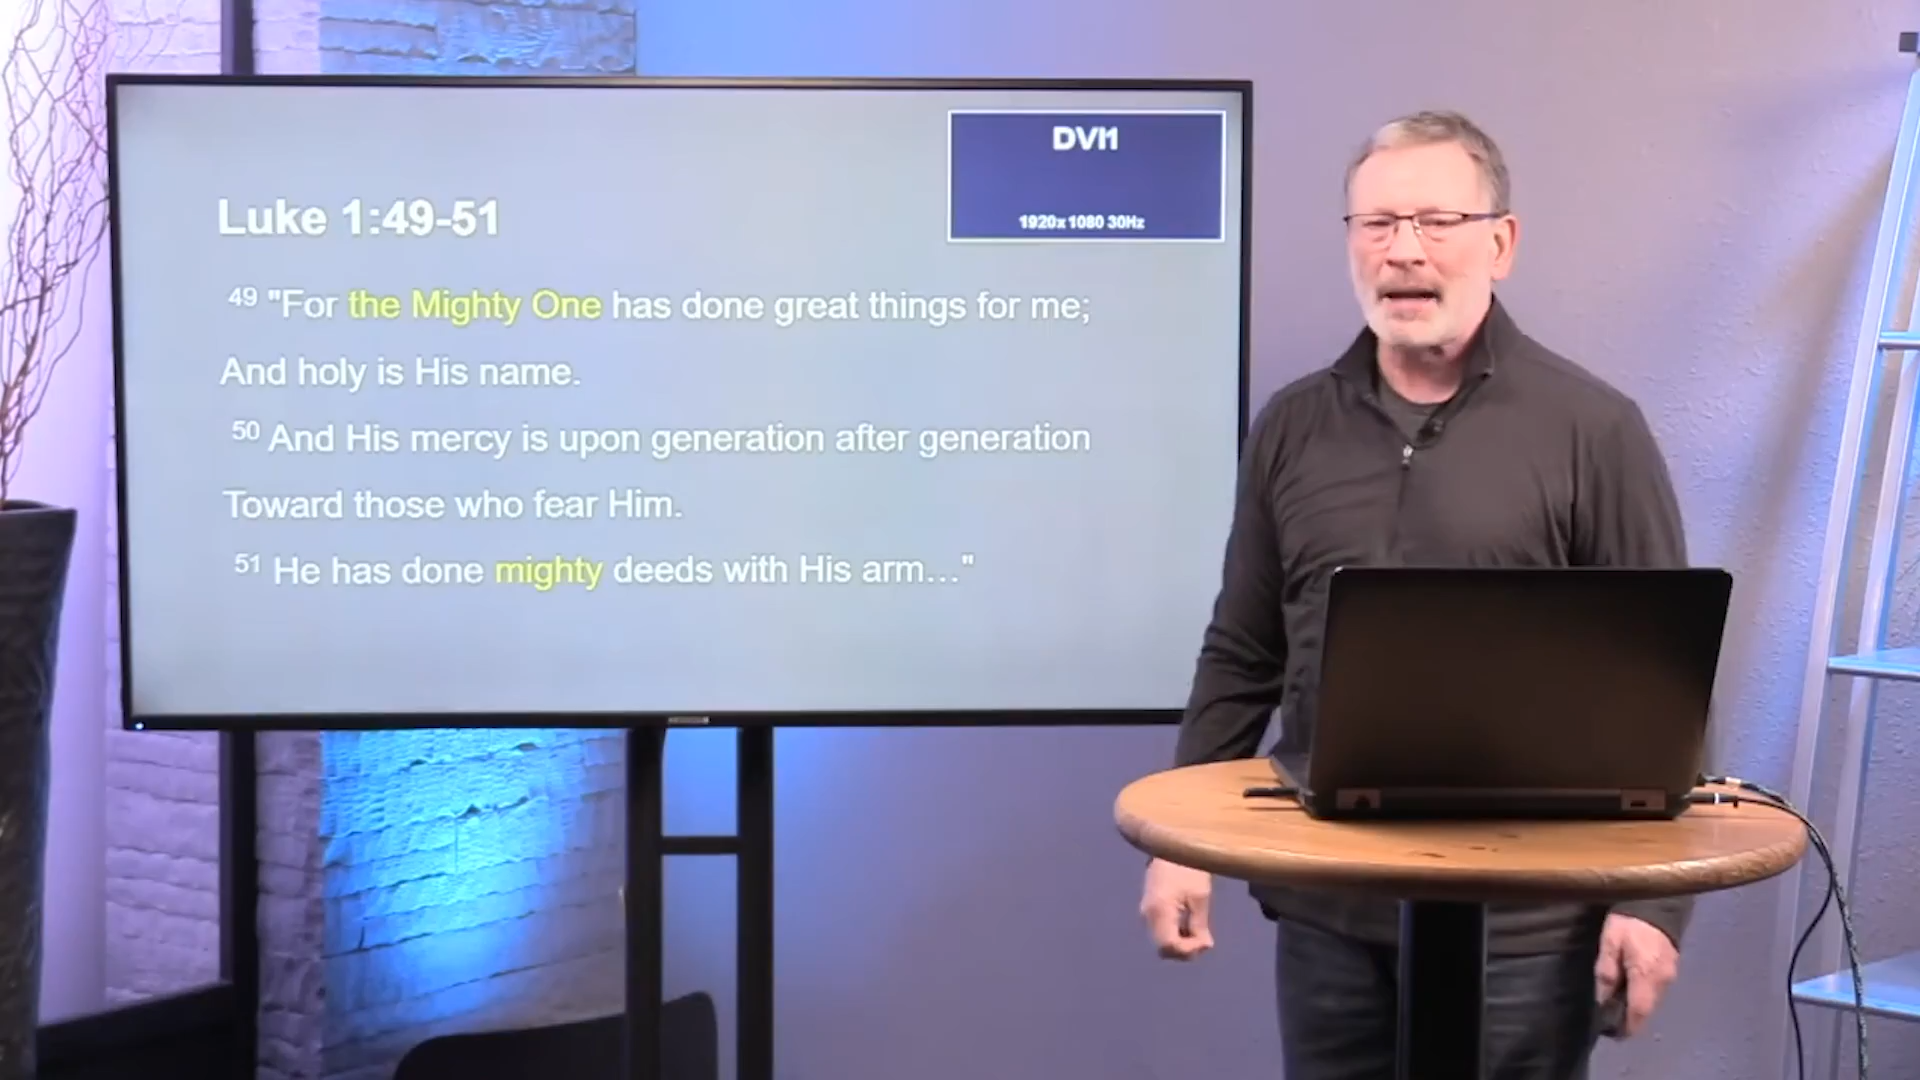 DVI1
1920x1080 30Hz
Luke 1:49-51
49 "For the Mighty One has done great things for me;
And holy is His name.
50 And His mercy is upon generation after generation
Toward those who fear Him.
51 He has done mighty deeds with His arm..."